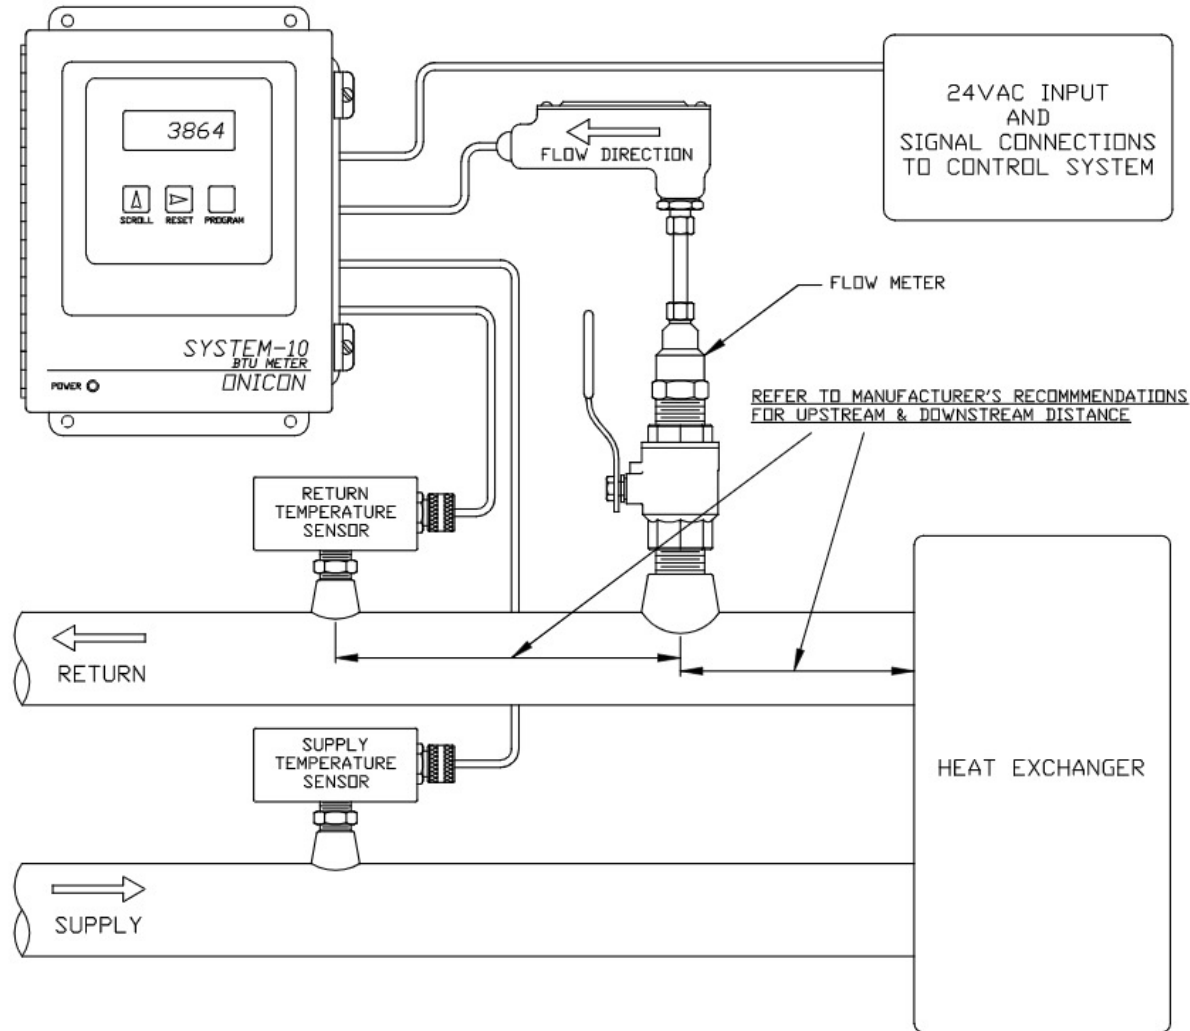 3864
SCROLL RESET PROGRAM
SYSTEM-10
BTU METER
ONICON
POWER
24VAC INPUT
AND
SIGNAL CONNECTIONS
TO CONTROL SYSTEM
FLOW DIRECTION
FLOW METER
REFER TO MANUFACTURER'S RECOMMMENDATIONS
FOR UPSTREAM & DOWNSTREAM DISTANCE
RETURN
TEMPERATURE
SENSOR
RETURN
SUPPLY
TEMPERATURE
SENSOR
HEAT EXCHANGER
SUPPLY